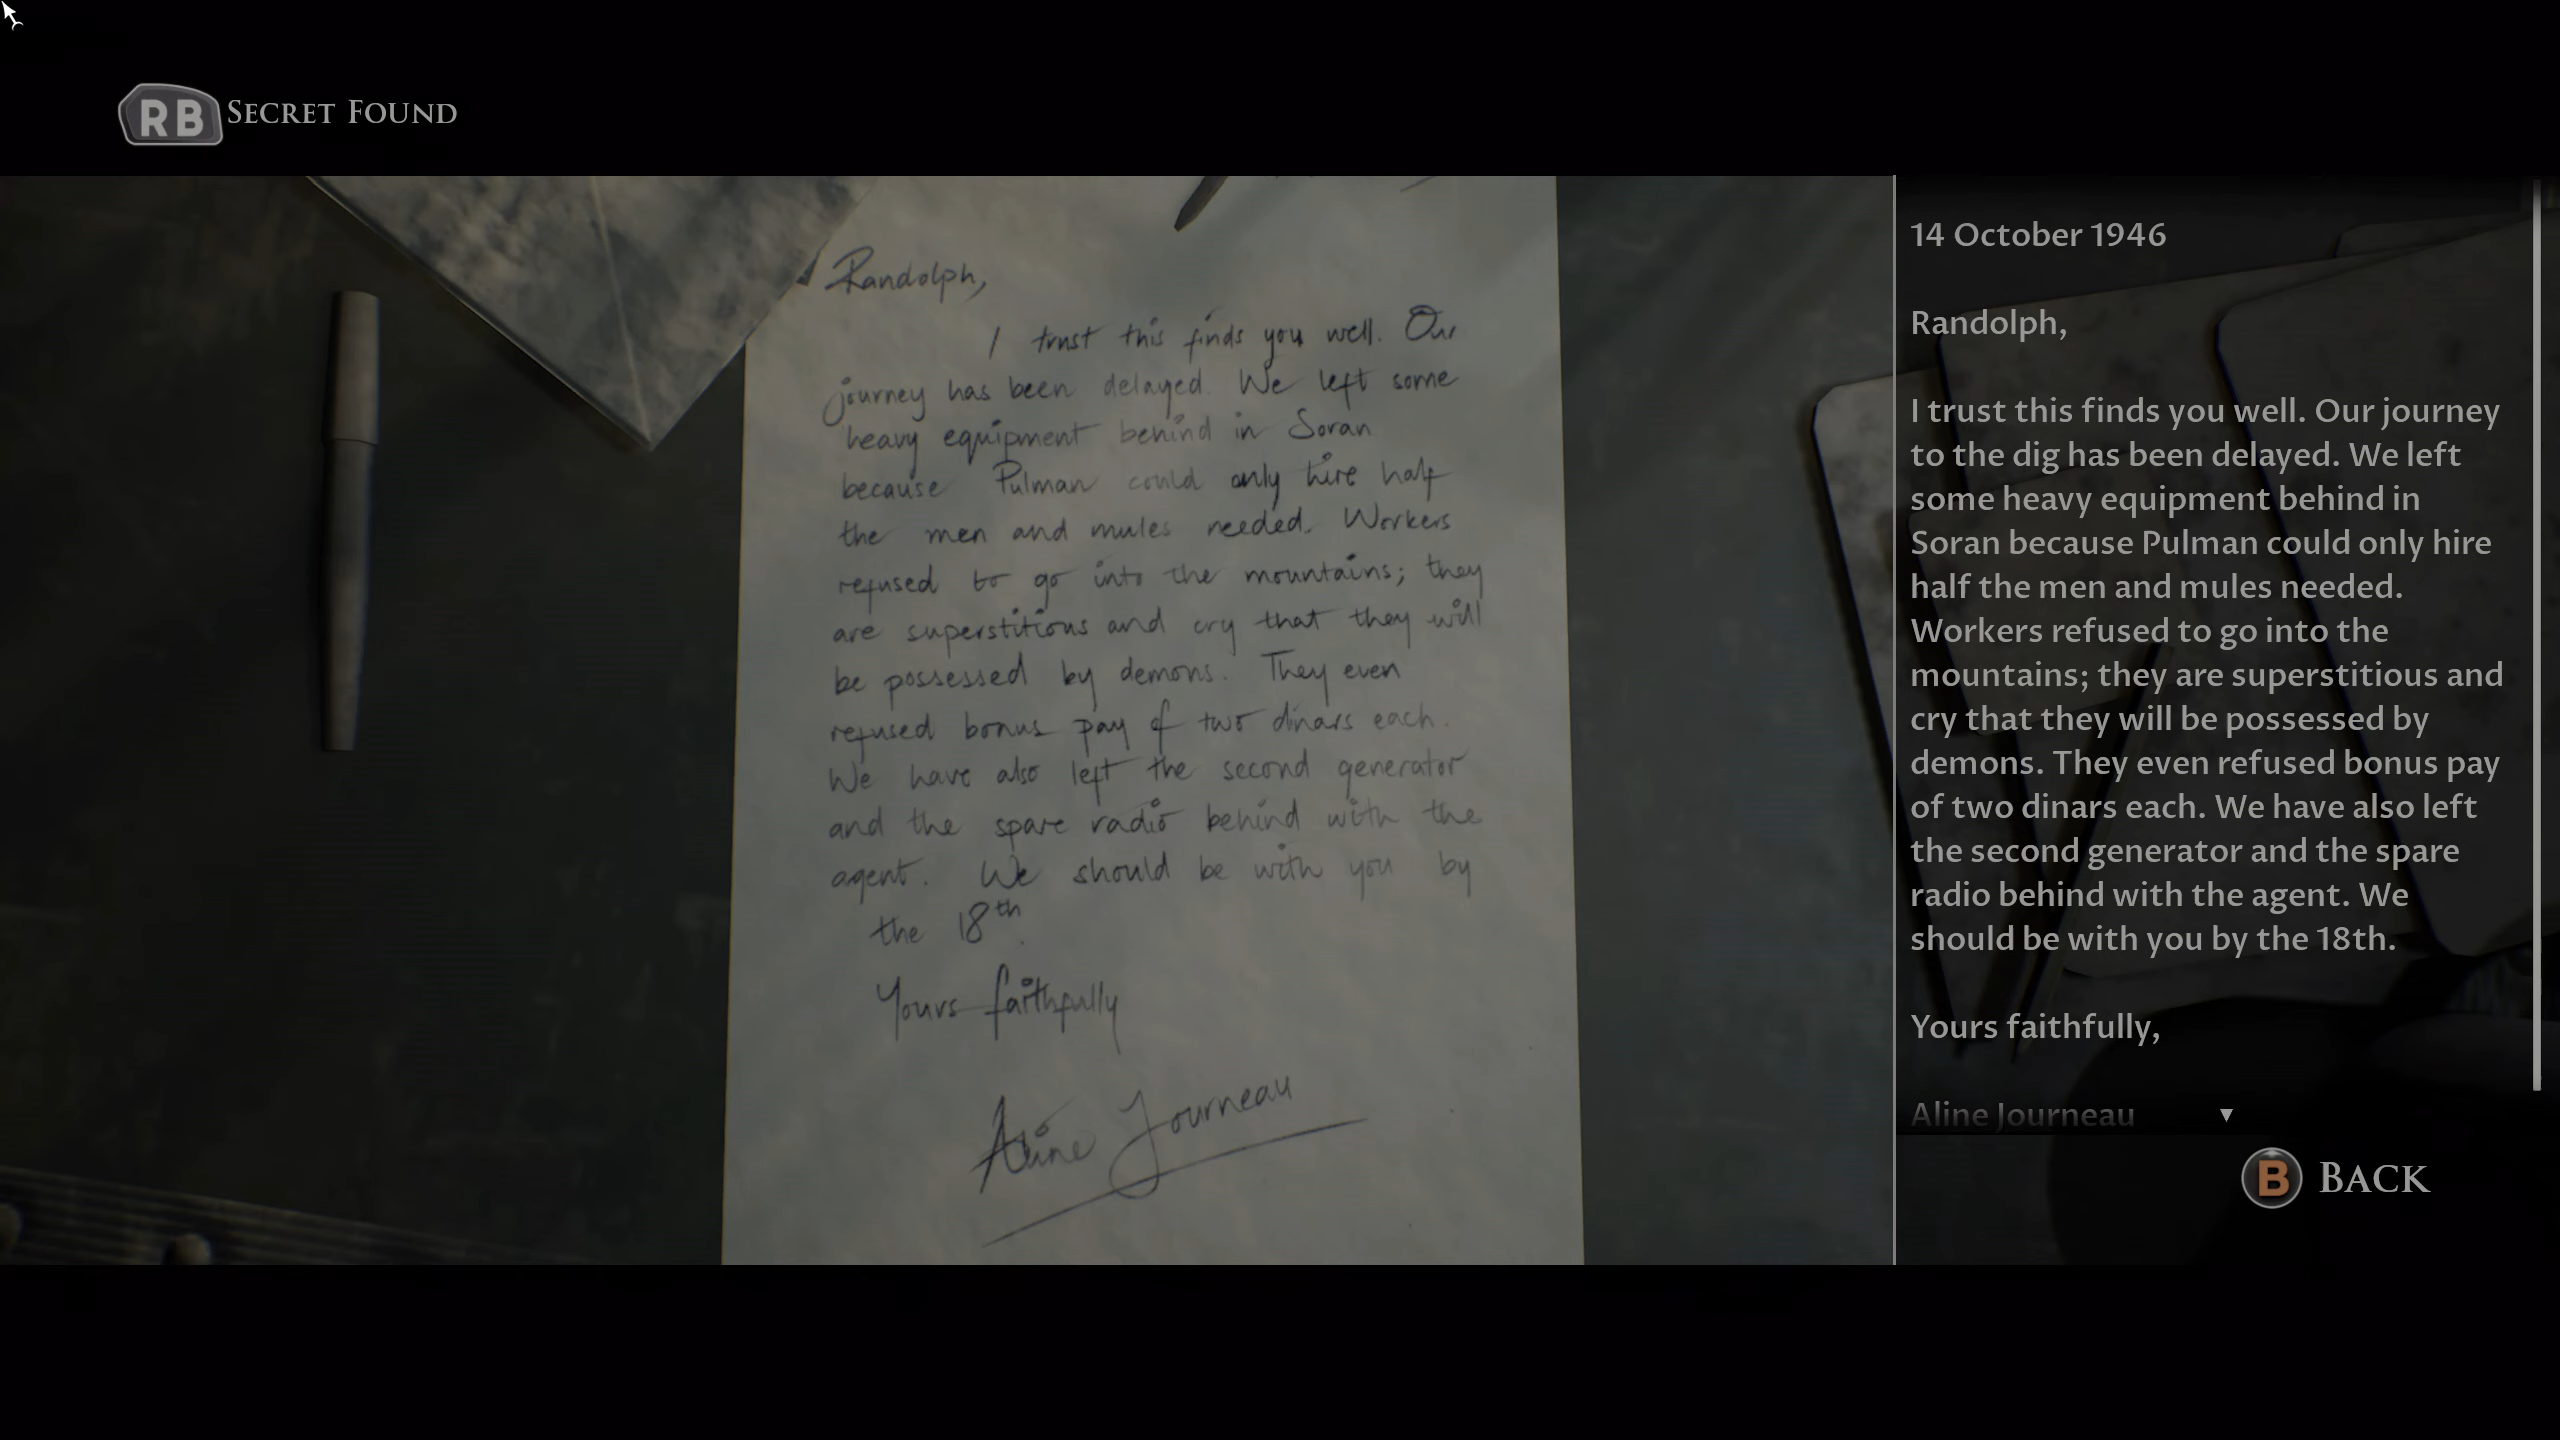 RB SECRET FOUND
Randolph,
I trust this finds you well. Our
journey has been delayed. We left some
heavy equipment behind in Soran
because Pulman could only hire half
the men and mules needed. Workers
refused to go into the mountains; they
are superstitious and cry that they will
be possessed by demons. They even
refused bonus pay of two dinars each.
We have also left the second generator
and the spare radio behind with the
agent. We should be with you by
the 18th.
Yours faithfully
Aline Journeau
14 October 1946
Randolph,
I trust this finds you well. Our journey
to the dig has been delayed. We left
some heavy equipment behind in
Soran because Pulman could only hire
half the men and mules needed.
Workers refused to go into the
mountains; they are superstitious and
cry that they will be possessed by
demons. They even refused bonus pay
of two dinars each. We have also left
the second generator and the spare
radio behind with the agent. We
should be with you by the 18th.
Yours faithfully,
Aline Journeau
B BACK